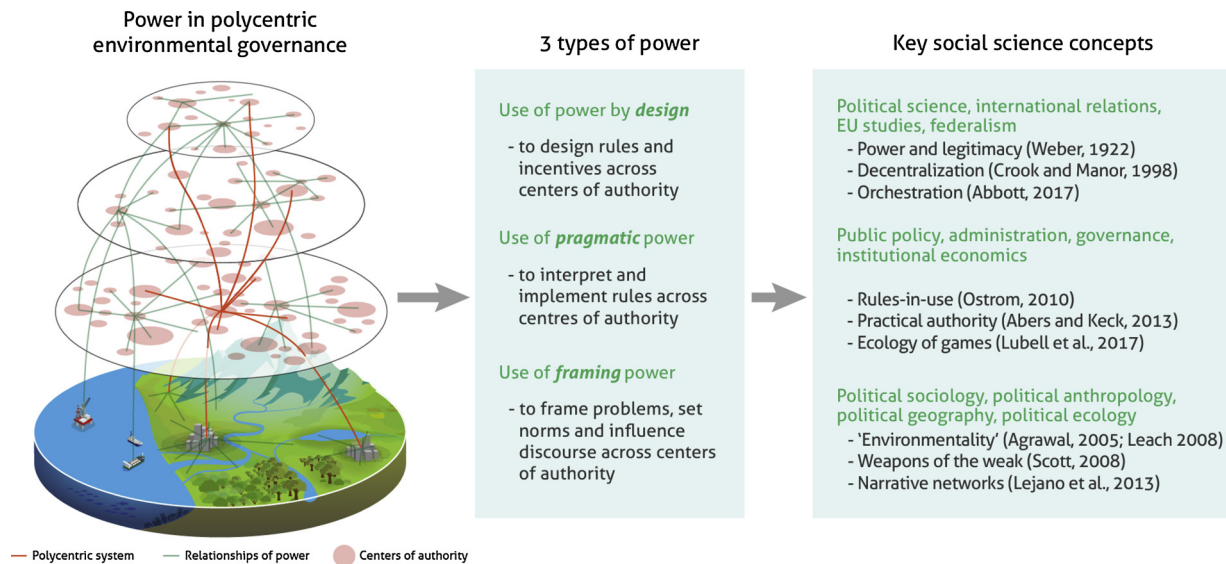 Power in polycentric
environmental governance
3 types of power
Key social science concepts
Use of power by design
- to design rules and
incentives across
centers of authority
Use of pragmatic power
- to interpret and
implement rules across
centres of authority
Use of framing power
- to frame problems, set
norms and influence
discourse across centers
of authority
Political science, international relations,
EU studies, federalism
- Power and legitimacy (Weber, 1922)
- Decentralization (Crook and Manor, 1998)
- Orchestration (Abbott, 2017)
Public policy, administration, governance,
institutional economics
- Rules-in-use (Ostrom, 2010)
- Practical authority (Abers and Keck, 2013)
- Ecology of games (Lubell et al., 2017)
Political sociology, political anthropology,
political geography, political ecology
- ‘Environmentality’ (Agrawal, 2005; Leach 2008)
- Weapons of the weak (Scott, 2008)
- Narrative networks (Lejano et al., 2013)
Polycentric system
Relationships of power
Centers of authority